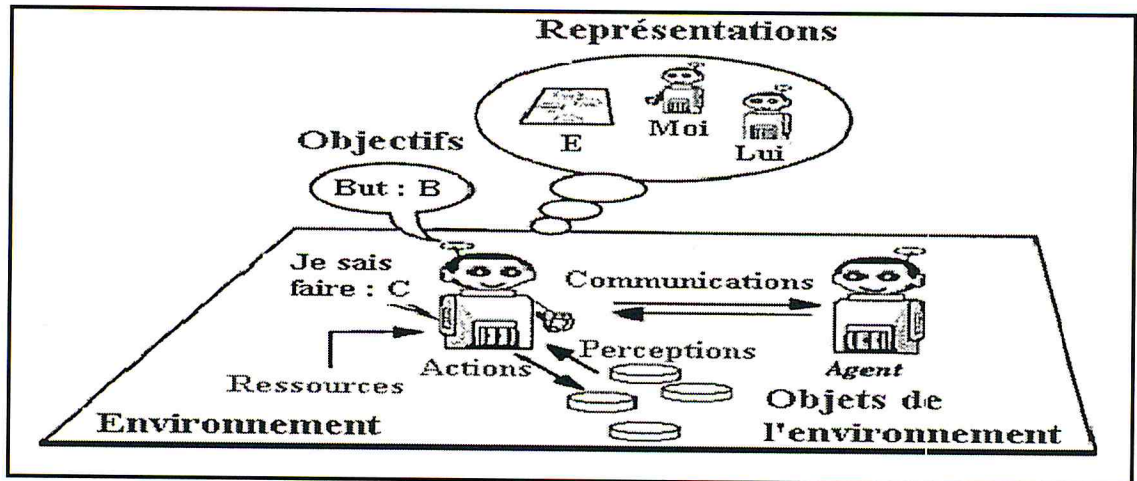 Représentations
E
Moi
Lui
Objectifs
But : B
Je sais
faire : C
Communications
Perceptions
Actions
Ressources
Agent
Environnement
Objets de
l'environnement